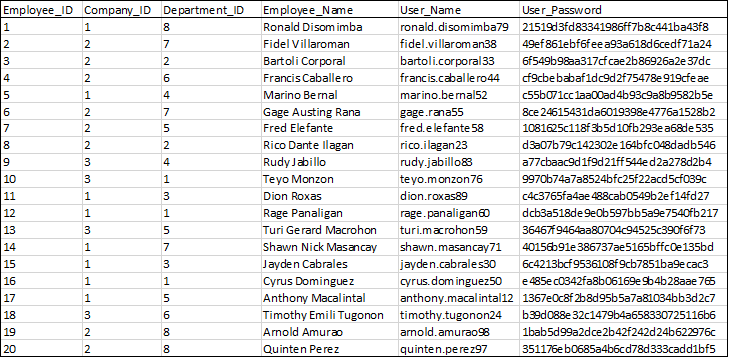 Employee_ID Company_ID Department_ID Employee_Name User_Name User_Password
1 1 8 Ronald Disomimba ronald.disomimba79 21519d3fd83341986ff7b8c441ba43f8
2 2 7 Fidel Villaroman fidel.villaroman38 49ef861ebf6feea93a618d6cedf71a24
3 2 2 Bartoli Corporal bartoli.corporal33 6f549b98aa317cfcae2b86926a2e37dc
4 2 6 Francis Caballero francis.caballero44 cf9cbebabaf1dc9d2f75478e919cfeae
5 1 4 Marino Bernal marino.bernal52 c55b071cc1aa00ad4b93c9a8b9582b5e
6 2 7 Gage Austing Rana gage.rana55 8ce24615431da6019398e4776a1528b2
7 2 5 Fred Elefante fred.elefante58 1081625c118f3b5d10fb293ea68de535
8 2 2 Rico Dante Ilagan rico.ilagan23 d3a07b79c142302e164bfc048dadb546
9 3 4 Rudy Jabillo rudy.jabillo83 a77cbaac9d1f9d21ff544ed2a278d2b4
10 3 1 Teyo Monzon teyo.monzon76 9970b74a7a8524bfc25f22acd5cf039c
11 1 3 Dion Roxas dion.roxas89 c4c3765fa4ae488cab0549b2ef14fd27
12 1 1 Rage Panaligan rage.panaligan60 dcb3a518de9e0b597bb5a9e7540fb217
13 3 5 Turi Gerard Macrohon turi.macrohon59 36467f9464aa80704c94525c390f6f73
14 1 7 Shawn Nick Masancay shawn.masancay71 40156b91e386737ae5165bffc0e135bd
15 1 3 Jayden Cabrales jayden.cabrales30 6c4213bcf9536108f9cb7851ba9ecac3
16 1 1 Cyrus Dominguez cyrus.dominguez50 e485ec0342fa8b06169e9b4b28aae765
17 1 5 Anthony Macalintal anthony.macalintal12 1367e0c8f2b8d95b5a7a81034bb3d2c7
18 3 6 Timothy Emili Tugonon timothy.tugonon24 b39d088e32c1479b4a658330725116b6
19 2 8 Arnold Amurao arnold.amurao98 1bab5d99a2dce2b42f242d24b622976c
20 2 8 Quinten Perez quinten.perez97 351176eb0685a4b6cd78d333cadd1bf5